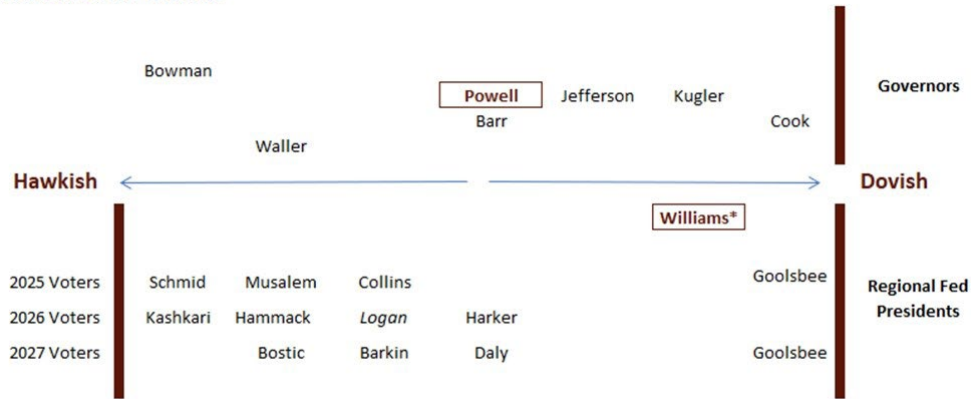 Bowman
Governors
Powell Jefferson Kugler
Barr Cook
Waller
Hawkish Dovish
Williams*
2025 Voters Schmid Musalem Collins Goolsbee
Regional Fed
Presidents
2026 Voters Kashkari Hammack Logan Harker
2027 Voters Bostic Barkin Daly Goolsbee